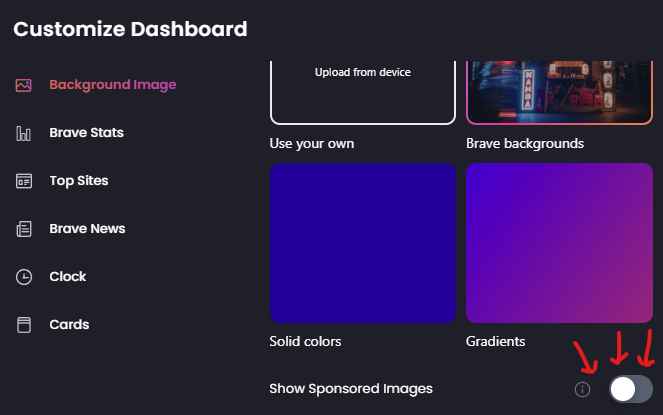 Customize Dashboard
Background Image
Brave Stats
Top Sites
Brave News
Clock
Cards
Upload from device
Use your own
Brave backgrounds
Solid colors
Gradients
Show Sponsored Images